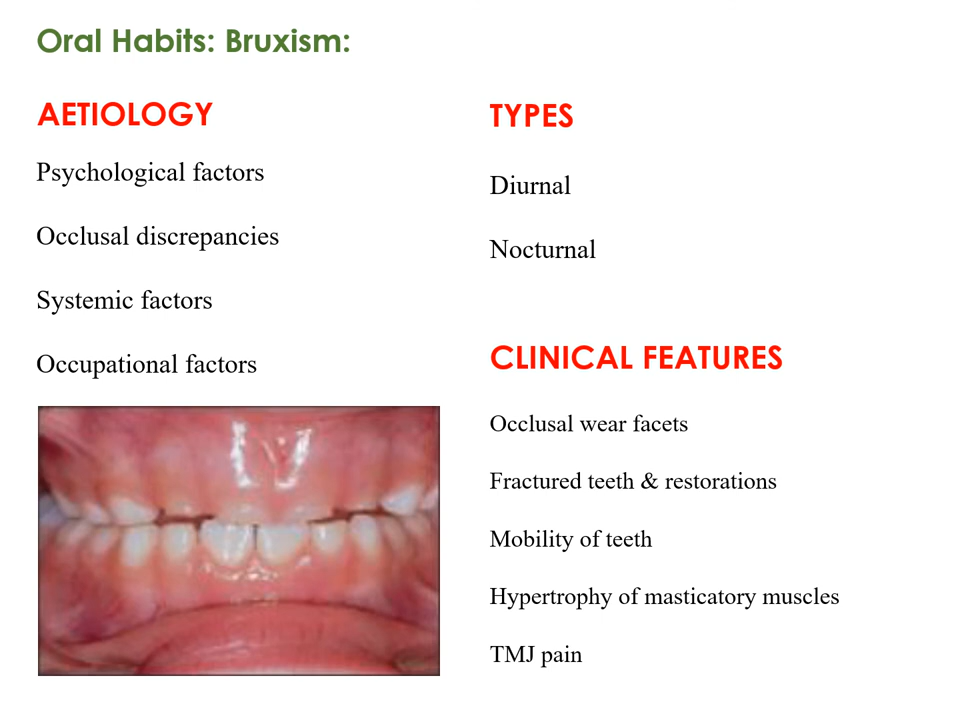 Oral Habits: Bruxism:
AETIOLOGY
Psychological factors
Occlusal discrepancies
Systemic factors
Occupational factors
TYPES
Diurnal
Nocturnal
CLINICAL FEATURES
Occlusal wear facets
Fractured teeth & restorations
Mobility of teeth
Hypertrophy of masticatory muscles
TMJ pain